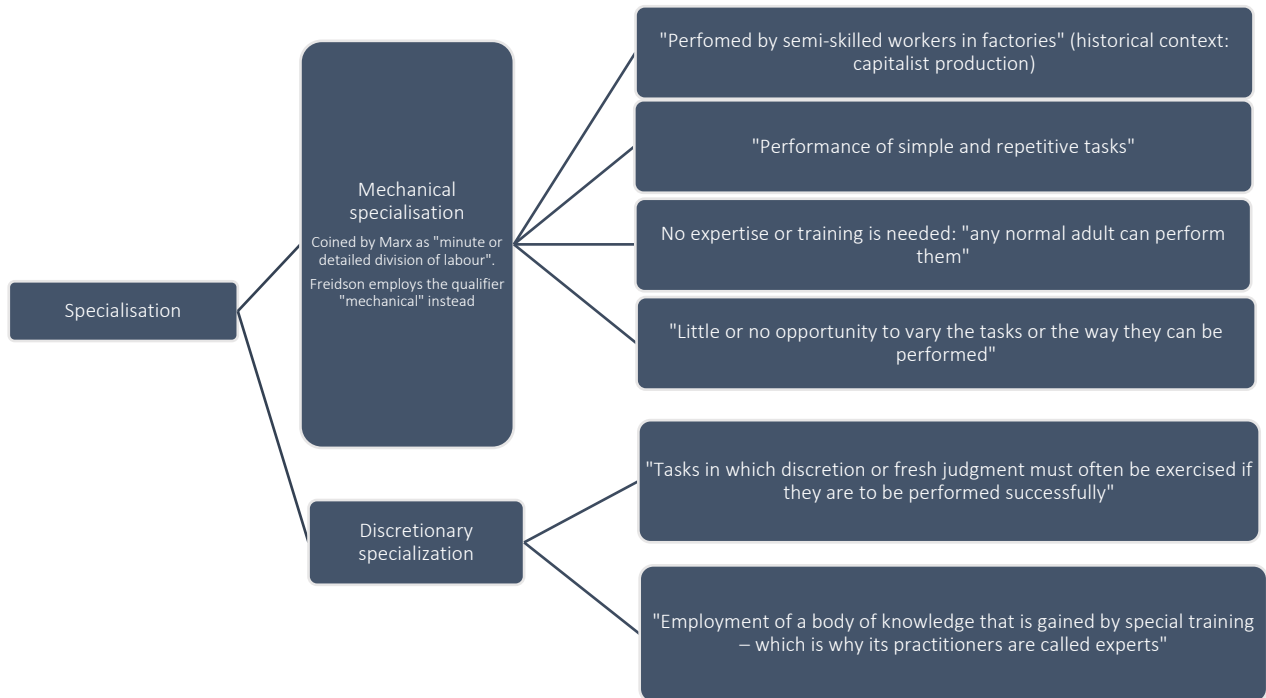 Specialisation
Mechanical
specialisation
Coined by Marx as "minute or
detailed division of labour".
Freidson employs the qualifier
"mechanical" instead
"Perfomed by semi-skilled workers in factories" (historical context:
capitalist production)
"Performance of simple and repetitive tasks"
No expertise or training is needed: "any normal adult can perform
them"
"Little or no opportunity to vary the tasks or the way they can be
performed"
Discretionary
specialization
"Tasks in which discretion or fresh judgment must often be exercised if
they are to be performed successfully"
"Employment of a body of knowledge that is gained by special training
– which is why its practitioners are called experts"